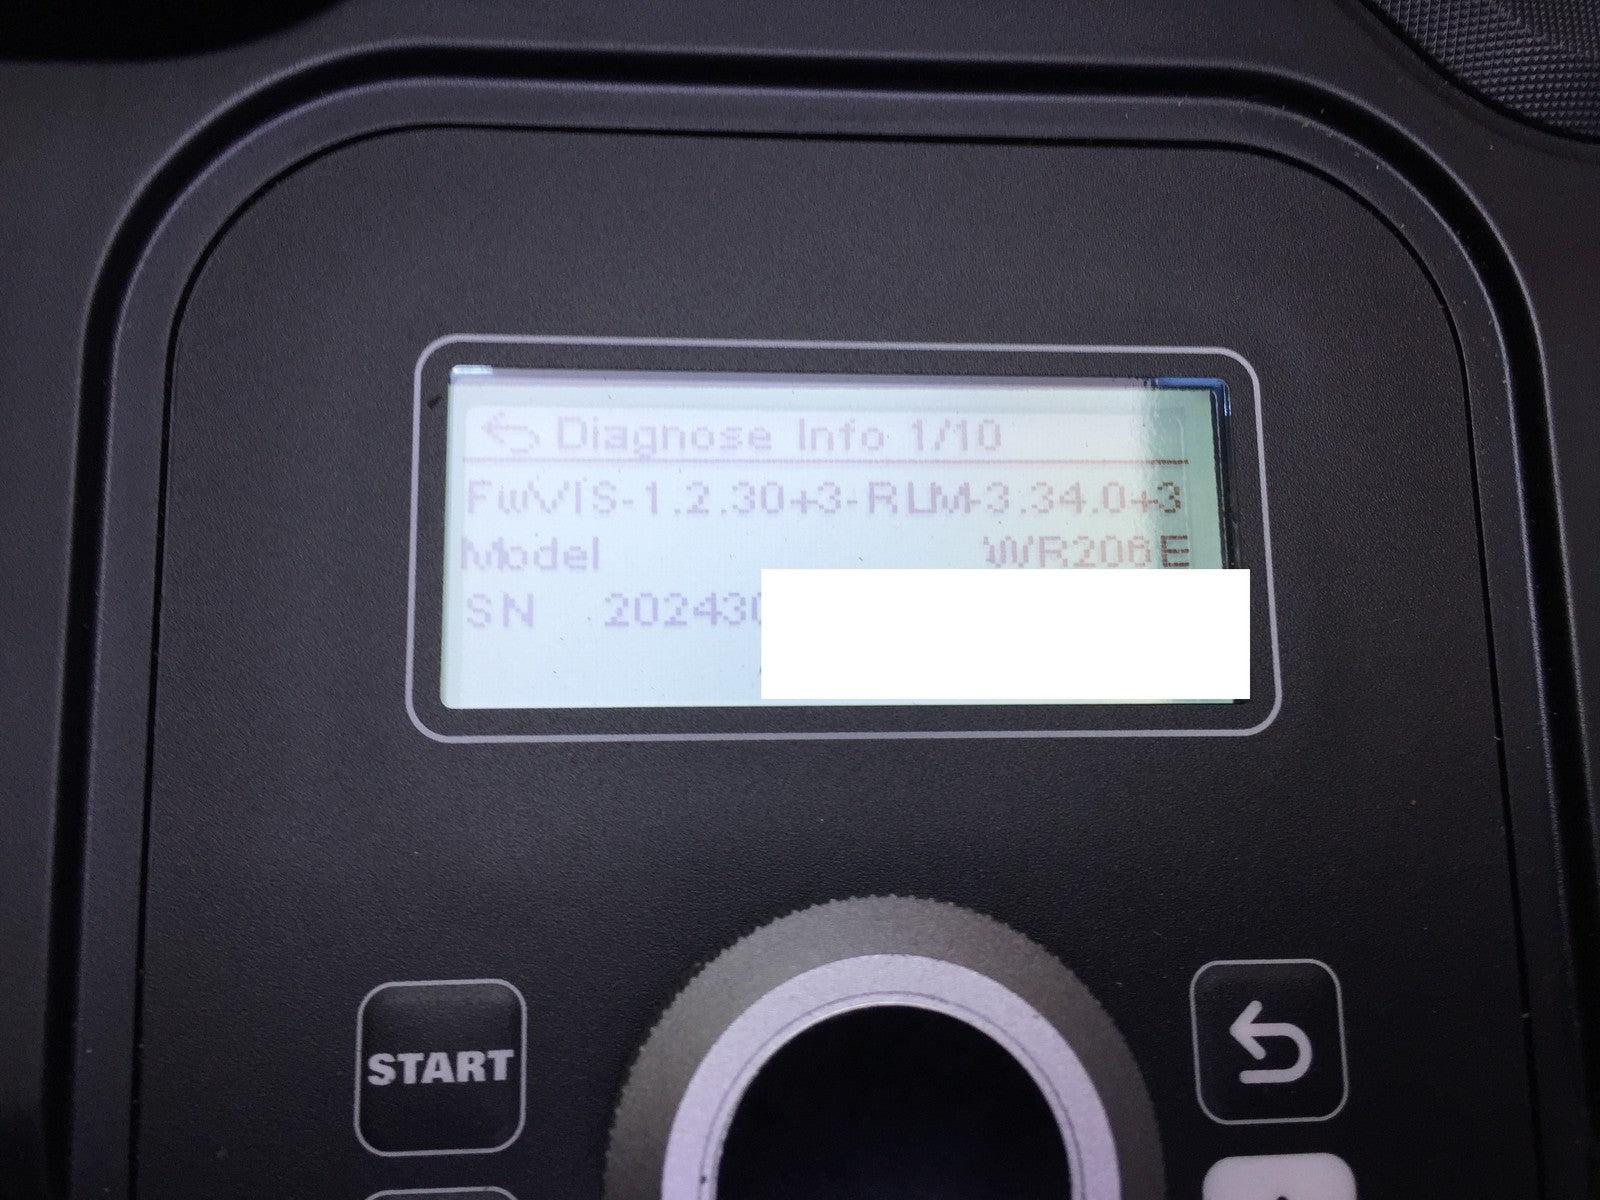 Diagnose Info 1/10
FwVIS-1.2.30+3-RLM-3.34.0+3
Model WR206E
SN 202430
START